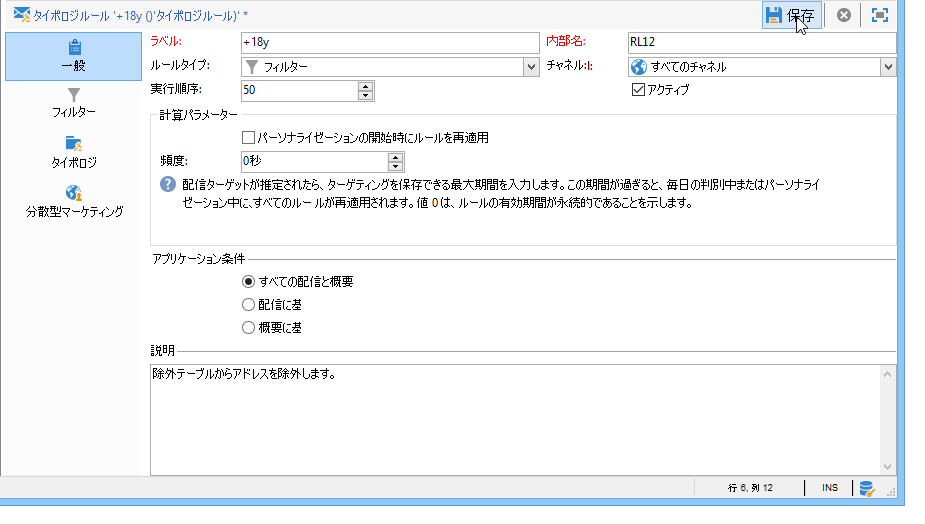 タイポロジルール '+18y ()'タイポジルール)' *
保存
一般
フィルター
タイポロジ
分散型マーケティング
ラベル: +18y 内部名: RL12
ルールタイプ: フィルター チャネル:l: すべてのチャネル
実行順序: 50 アクティブ
計算パラメーター
パーソナライゼーションの開始時にルールを再適用
頻度: 0秒
配信ターゲットが推定されたら、ターゲティングを保存できる最大期間を入力します。この期間が過ぎると、毎日の判別中またはパーソナライ
ゼーション中に、すべてのルールが再適用されます。値 0 は、ルールの有効期間が永続的であることを示します。
アプリケーション条件
すべての配信と概要
配信に基
概要に基
説明
除外テーブルからアドレスを除外します。
行 6, 列 12 INS